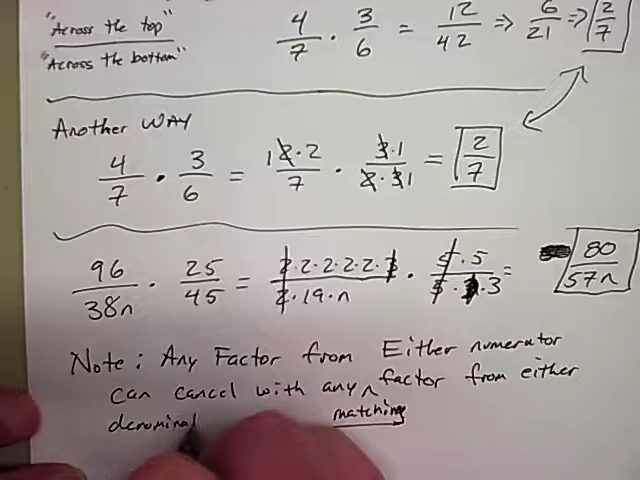 "Across the top"
"Across the bottom"
4/7 · 3/6 = 12/42 ⇒ 6/21 ⇒ 2/7
Another WAY
4/7 · 3/6 = 1 2·2/7 · 3·1/2·3 1 = 2/7
96/38n · 25/45 = 2·2·2·2·2·3/2·19·n · 5·5/5·3·3 = 80/57n
Note: Any Factor from Either numerator
can cancel with any ^ factor from either
matching
denominat